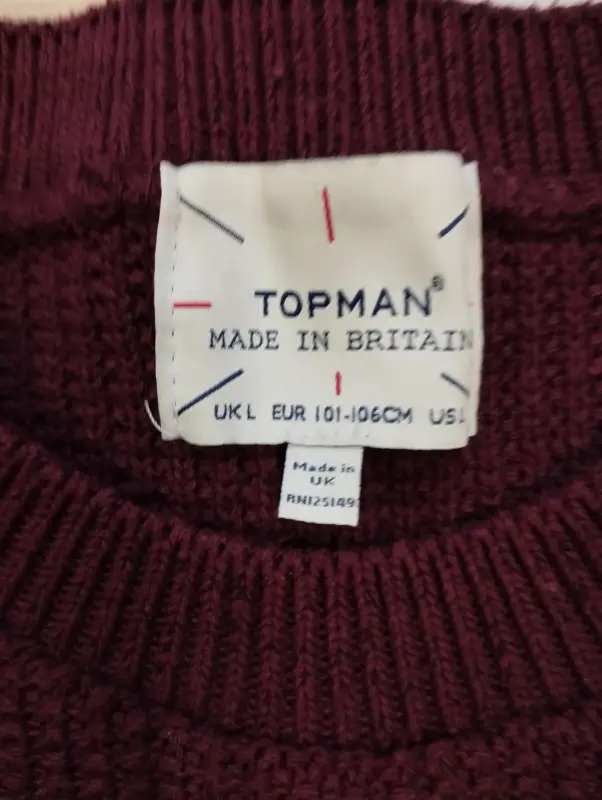 TOPMAN®
MADE IN BRITAIN
UK L EUR 101-106CM US L
Made in
UK
RN125149